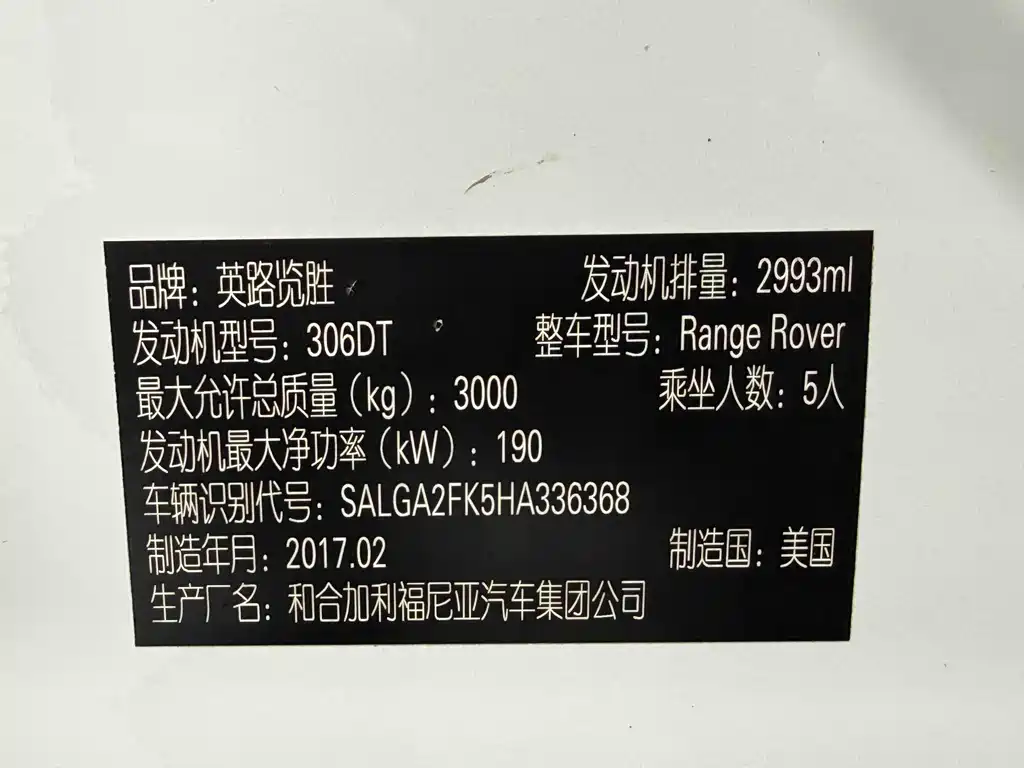 品牌：英路览胜 发动机排量：2993ml
发动机型号：306DT 整车型号：Range Rover
最大允许总质量（kg）：3000 乘坐人数：5人
发动机最大净功率（kW）：190
车辆识别代号：SALGA2FK5HA336368
制造年月：2017.02 制造国：美国
生产厂名：和合加利福尼亚汽车集团公司